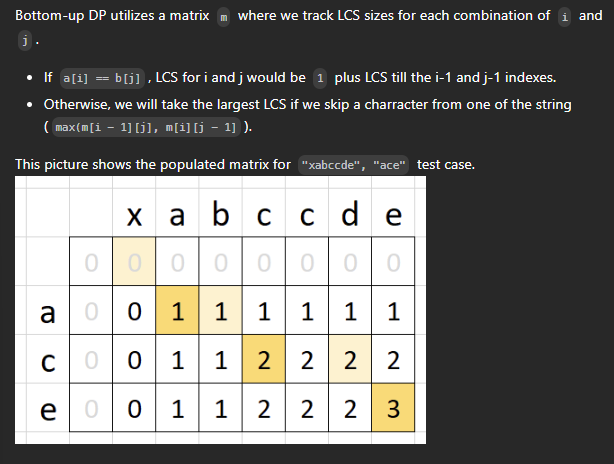 Bottom-up DP utilizes a matrix m where we track LCS sizes for each combination of i and
j .
• If a[i] == b[j] , LCS for i and j would be 1 plus LCS till the i-1 and j-1 indexes.
• Otherwise, we will take the largest LCS if we skip a charracter from one of the string
( max(m[i - 1][j], m[i][j - 1] ).
This picture shows the populated matrix for "xabccde", "ace" test case.
x a b c c d e
0 0 0 0 0 0 0 0
a 0 0 1 1 1 1 1 1
c 0 0 1 1 2 2 2 2
e 0 0 1 1 2 2 2 3